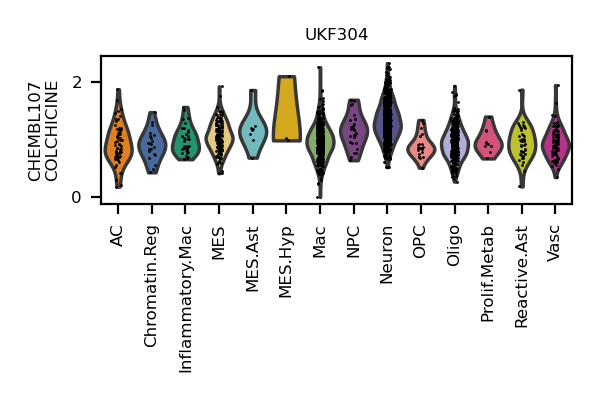 UKF304
CHEMBL107
COLCHICINE
2
0
AC
Chromatin.Reg
Inflammatory.Mac
MES
MES.Ast
MES.Hyp
Mac
NPC
Neuron
OPC
Oligo
Prolif.Metab
Reactive.Ast
Vasc